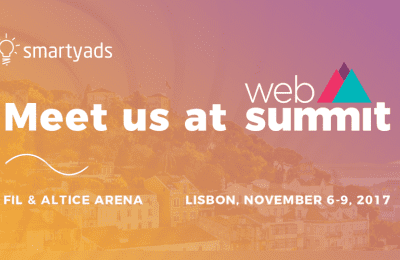 smartyads
web
Meet us at summit
FIL & ALTICE ARENA
LISBON, NOVEMBER 6-9, 2017